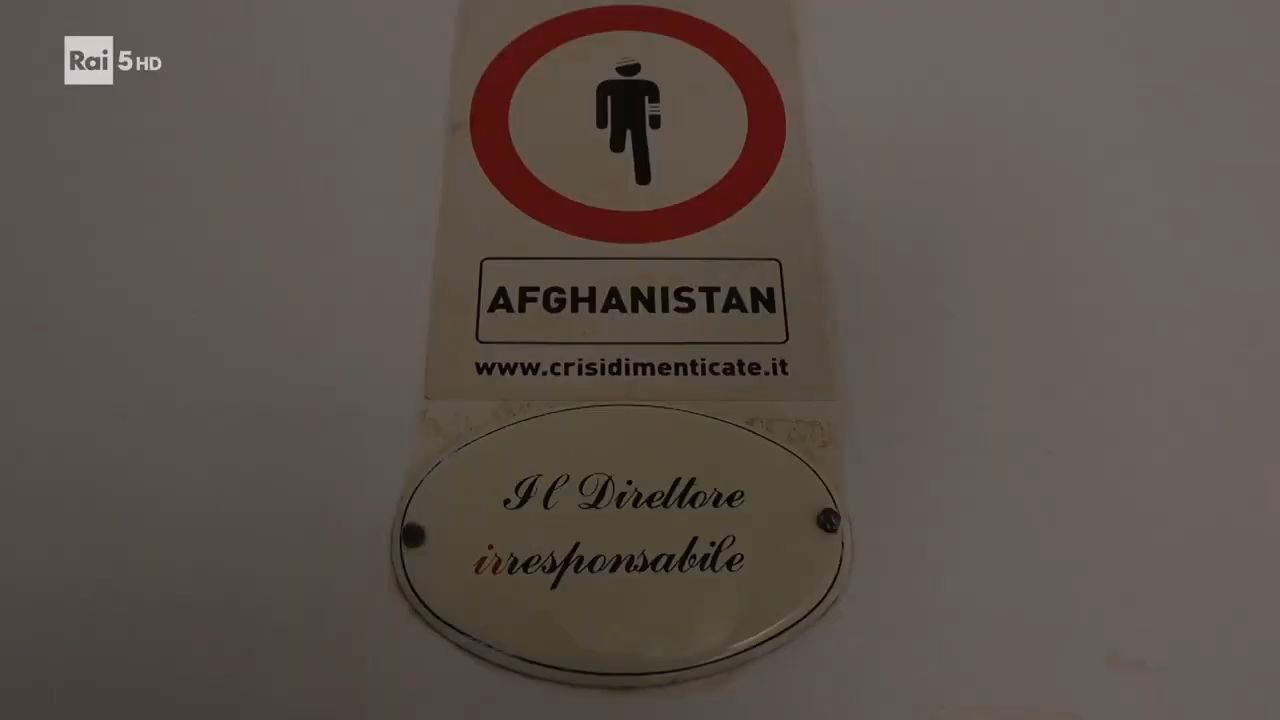 Rai 5 HD
AFGHANISTAN
www.crisidimenticate.it
Il Direttore
irresponsabile